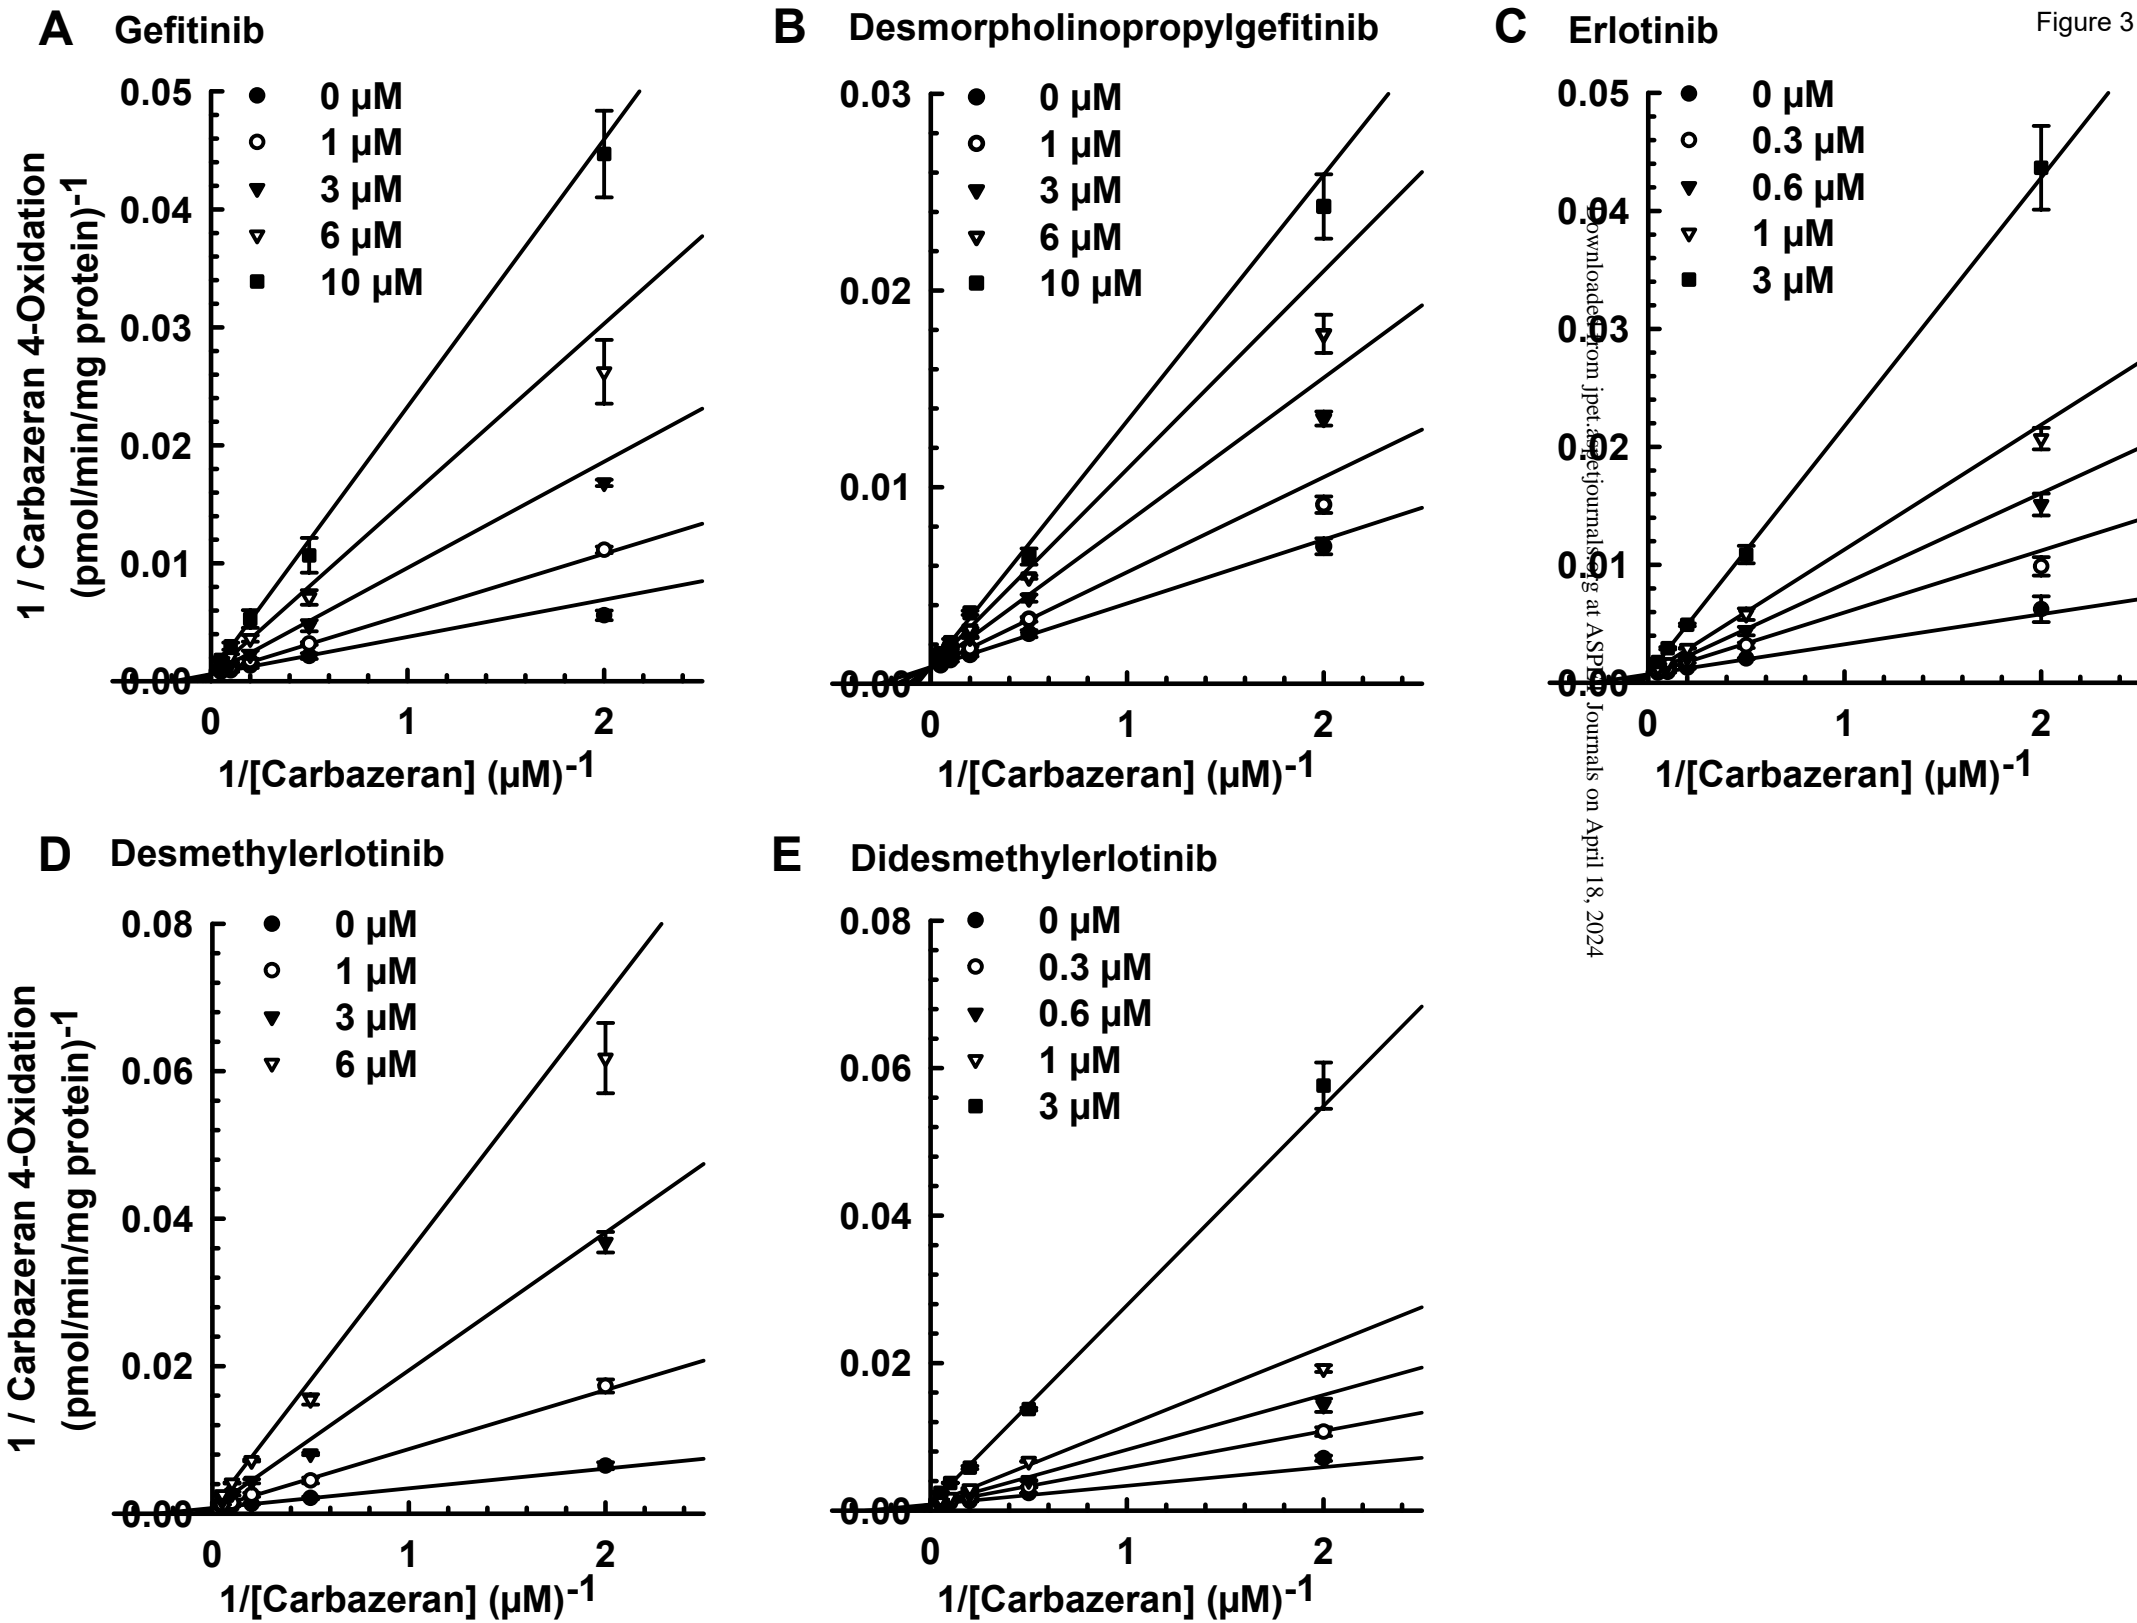 Figure 3
A Gefitinib
0 µM
1 µM
3 µM
6 µM
10 µM
1 / Carbazeran 4-Oxidation
(pmol/min/mg protein)-1
0.05
0.04
0.03
0.02
0.01
0.00
0 1 2
1/[Carbazeran] (µM)-1
B Desmorpholinopropylgefitinib
0 µM
1 µM
3 µM
6 µM
10 µM
0.03
0.02
0.01
0.00
0 1 2
1/[Carbazeran] (µM)-1
C Erlotinib
0 µM
0.3 µM
0.6 µM
1 µM
3 µM
0.05
0.04
0.03
0.02
0.01
0.00
0 1 2
1/[Carbazeran] (µM)-1
Downloaded from jpet.aspetjournals.org at ASPET Journals on April 18, 2024
D Desmethylerlotinib
0 µM
1 µM
3 µM
6 µM
1 / Carbazeran 4-Oxidation
(pmol/min/mg protein)-1
0.08
0.06
0.04
0.02
0.00
0 1 2
1/[Carbazeran] (µM)-1
E Didesmethylerlotinib
0 µM
0.3 µM
0.6 µM
1 µM
3 µM
0.08
0.06
0.04
0.02
0.00
0 1 2
1/[Carbazeran] (µM)-1